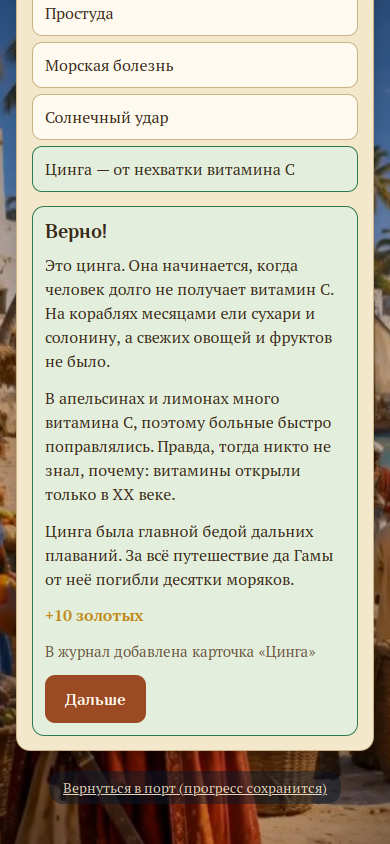 Простуда
Морская болезнь
Солнечный удар
Цинга — от нехватки витамина C
Верно!
Это цинга. Она начинается, когда
человек долго не получает витамин C.
На кораблях месяцами ели сухари и
солонину, а свежих овощей и фруктов
не было.
В апельсинах и лимонах много
витамина C, поэтому больные быстро
поправлялись. Правда, тогда никто не
знал, почему: витамины открыли
только в XX веке.
Цинга была главной бедой дальних
плаваний. За всё путешествие да Гамы
от неё погибли десятки моряков.
+10 золотых
В журнал добавлена карточка «Цинга»
Дальше
Вернуться в порт (прогресс сохранится)